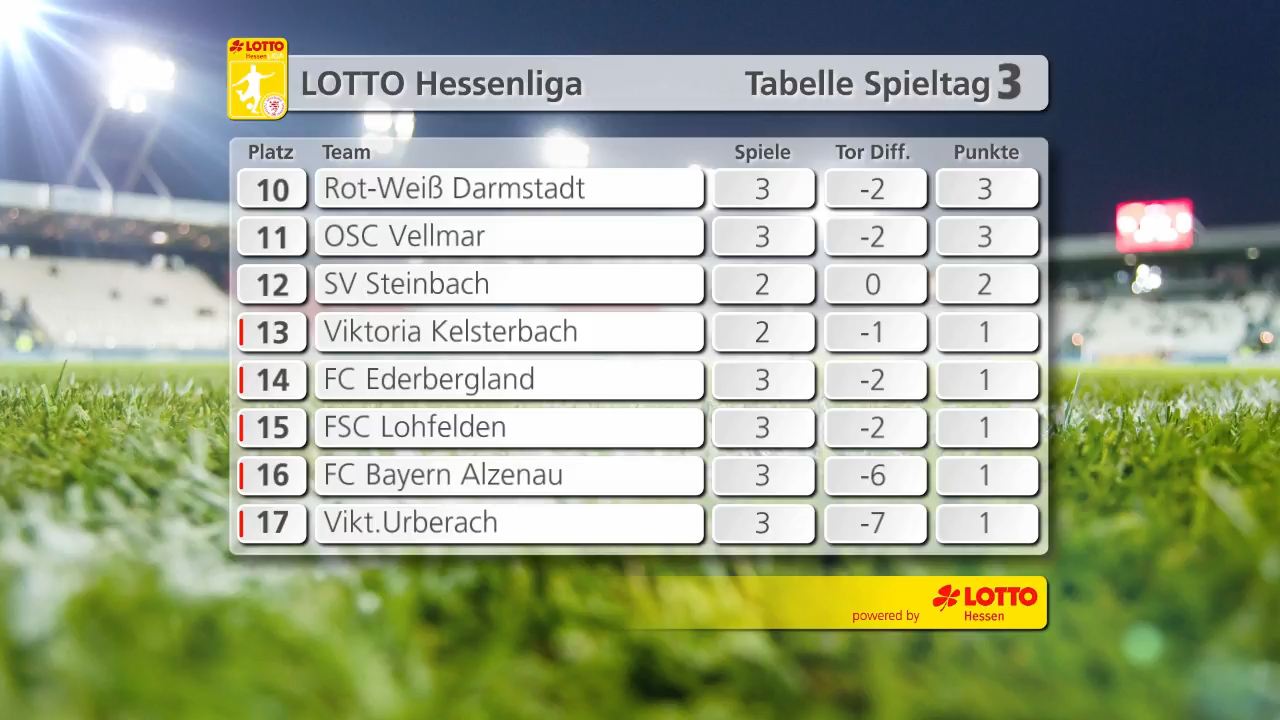 LOTTO
Hessen
LOTTO Hessenliga
Tabelle Spieltag 3
Platz Team Spiele Tor Diff. Punkte
10 Rot-Weiß Darmstadt 3 -2 3
11 OSC Vellmar 3 -2 3
12 SV Steinbach 2 0 2
13 Viktoria Kelsterbach 2 -1 1
14 FC Ederbergland 3 -2 1
15 FSC Lohfelden 3 -2 1
16 FC Bayern Alzenau 3 -6 1
17 Vikt.Urberach 3 -7 1
powered by LOTTO
Hessen